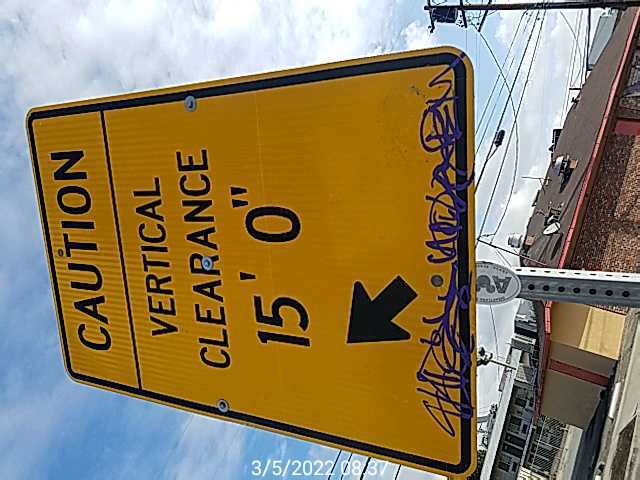 CAUTION
VERTICAL
CLEARANCE
15' 0"
3/5/2022 08:37